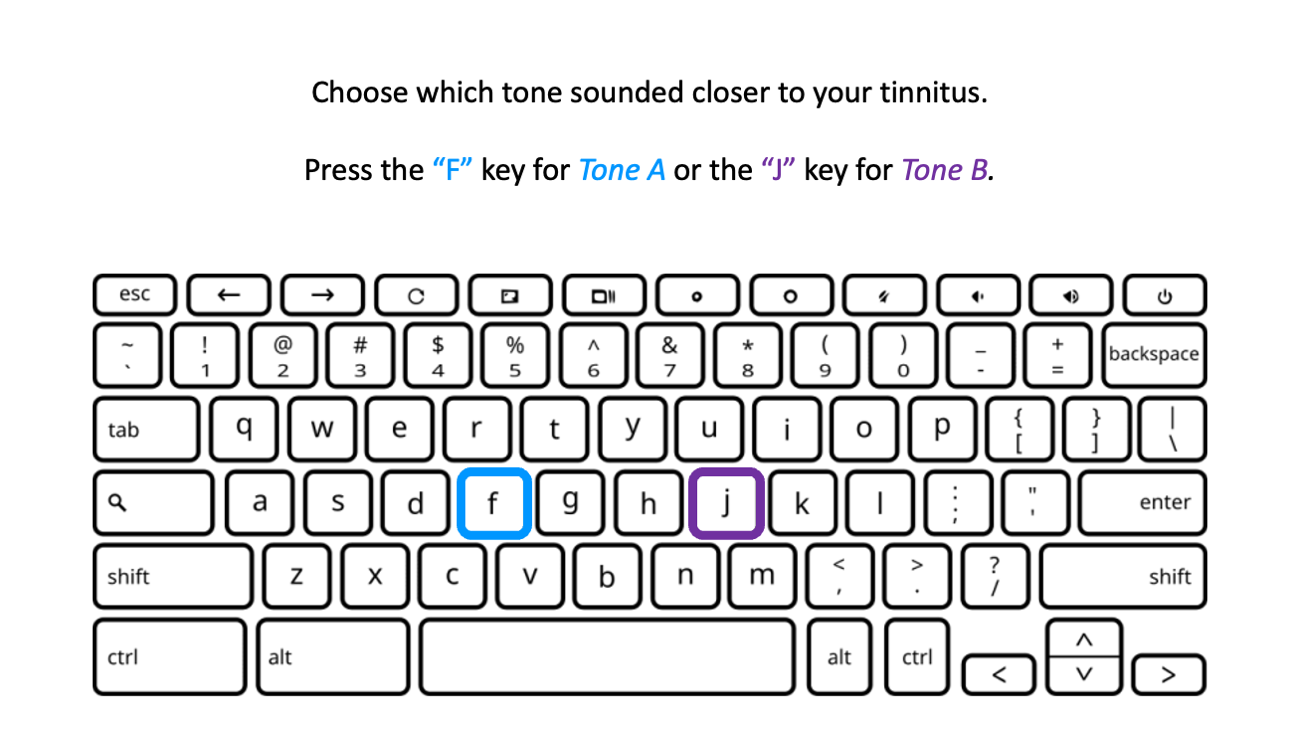 Choose which tone sounded closer to your tinnitus.
Press the “F” key for Tone A or the “J” key for Tone B.
esc
~ ! @ # $ % ^ & * ( ) _ + backspace
` 1 2 3 4 5 6 7 8 9 0 - =
tab q w e r t y u i o p { } |
[ ] \
a s d f g h j k l : " enter
; '
shift z x c v b n m < > ? shift
, . /
ctrl alt alt ctrl < ^ >
v